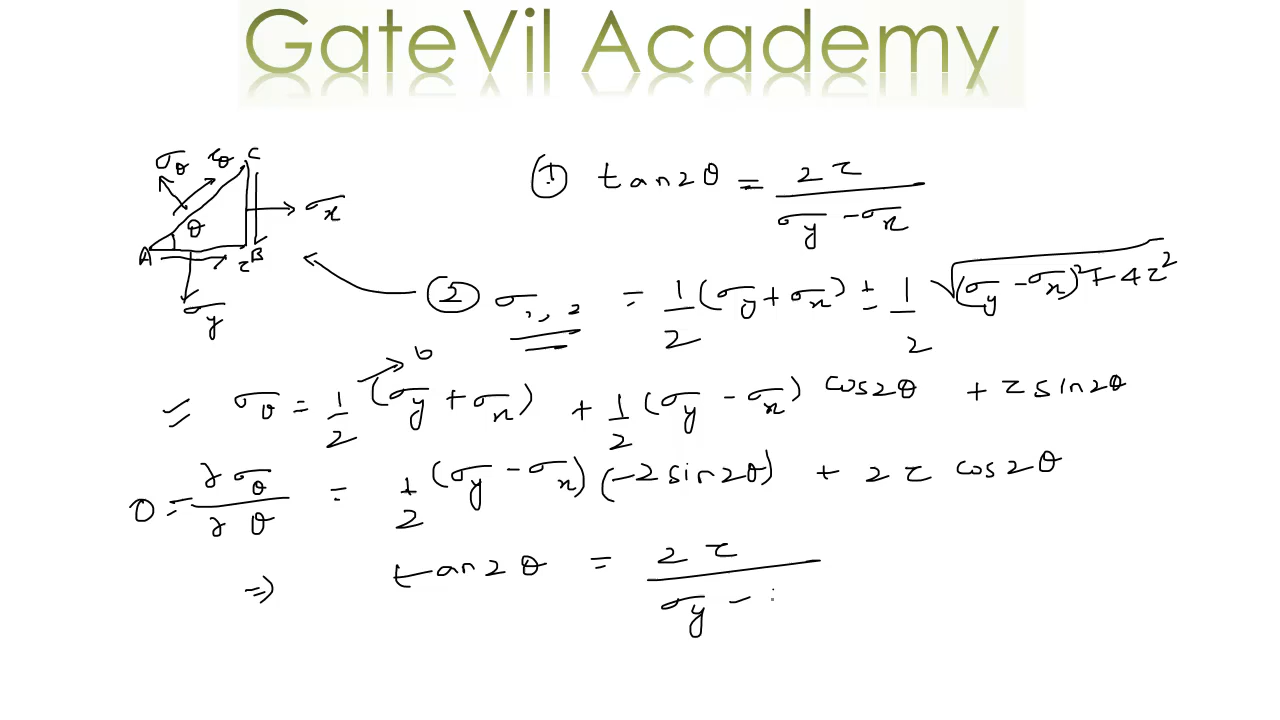 GateVil Academy
σθ τθ C
θ σx
A τ B
σy
① tan2θ = 2τ / (σy - σx)
② σ1,2 = 1/2 (σy + σx) ± 1/2 √((σy - σx)² + 4τ²)
0
σθ = 1/2 (σy + σx) + 1/2 (σy - σx) cos2θ + τ sin2θ
0 = ∂σθ / ∂θ = 1/2 (σy - σx) (-2 sin2θ) + 2τ cos2θ
⇒ tan2θ = 2τ / σy -